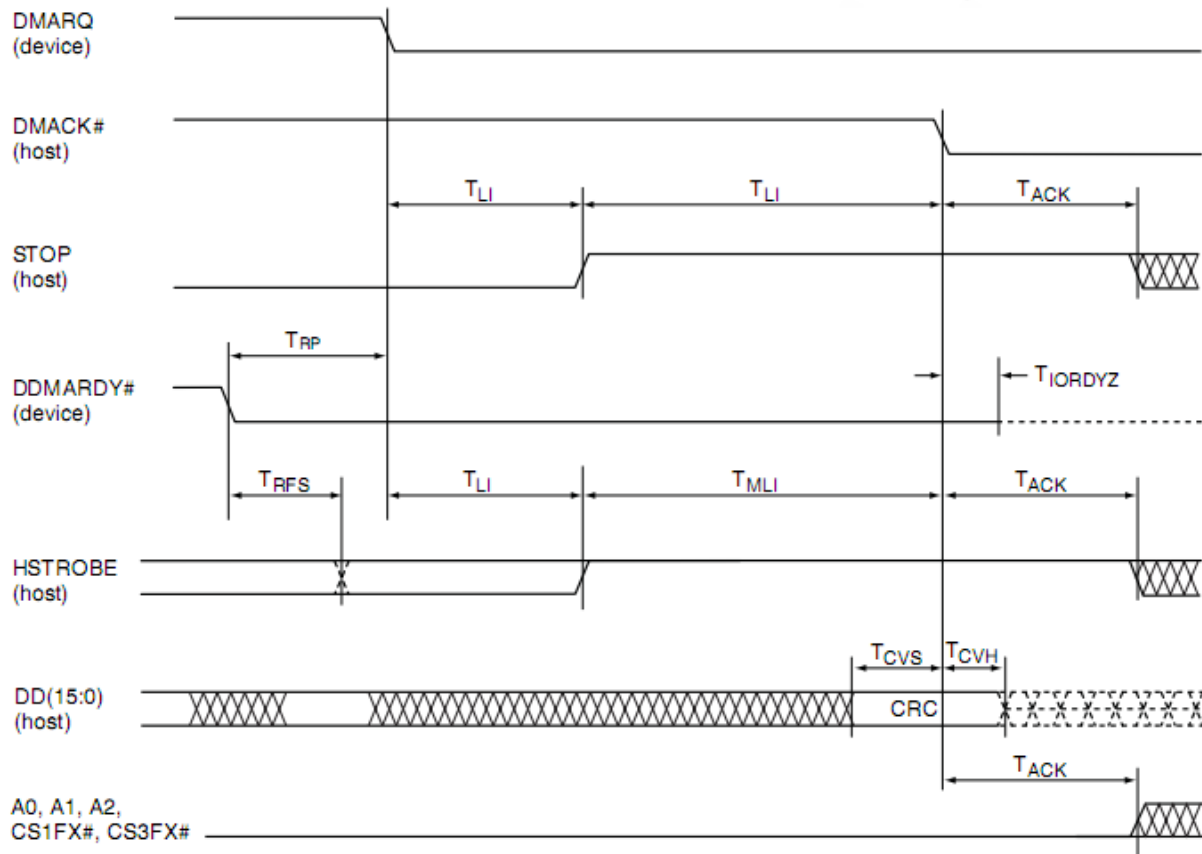 DMARQ
(device)
DMACK#
(host)
TLI TLI TACK
STOP
(host)
TRP
DDMARDY#
(device)
TIORDYZ
TRFS TLI TMLI TACK
HSTROBE
(host)
TCVS TCVH
DD(15:0)
(host)
CRC
TACK
A0, A1, A2,
CS1FX#, CS3FX#